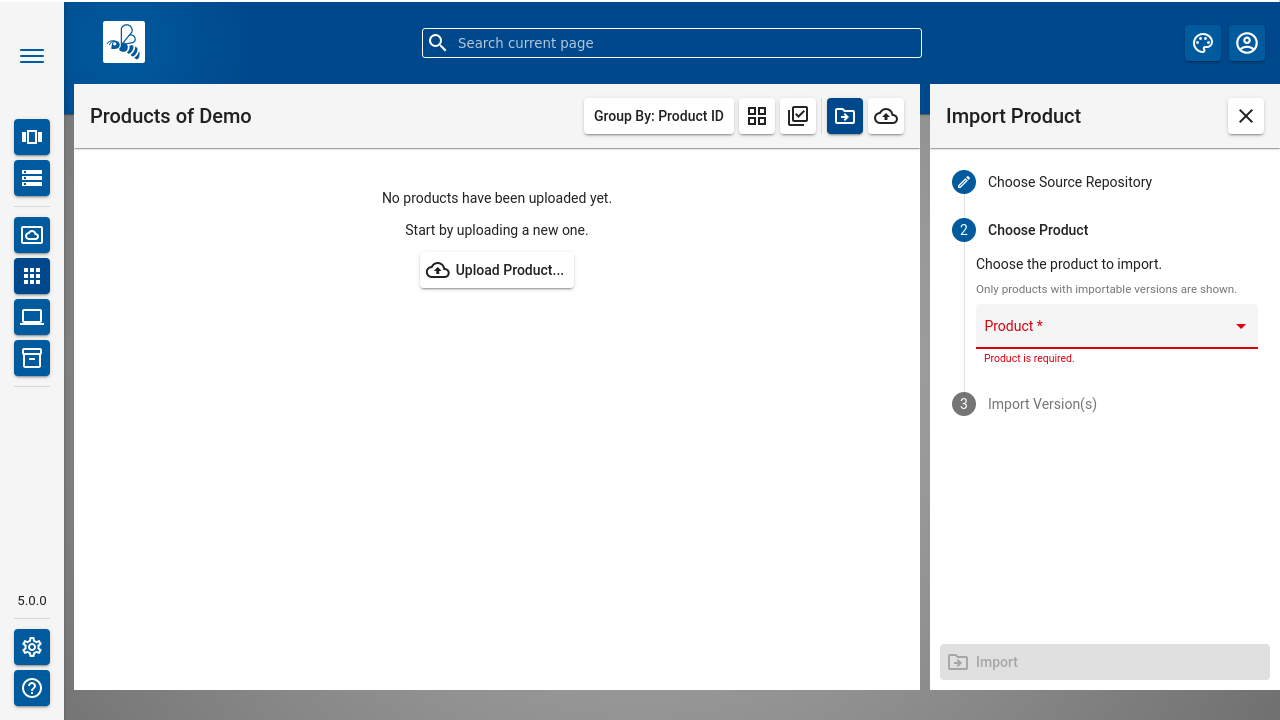 Search current page
Products of Demo
Group By: Product ID
Import Product
No products have been uploaded yet.
Start by uploading a new one.
Upload Product...
Choose Source Repository
2 Choose Product
Choose the product to import.
Only products with importable versions are shown.
Product *
Product is required.
3 Import Version(s)
Import
5.0.0